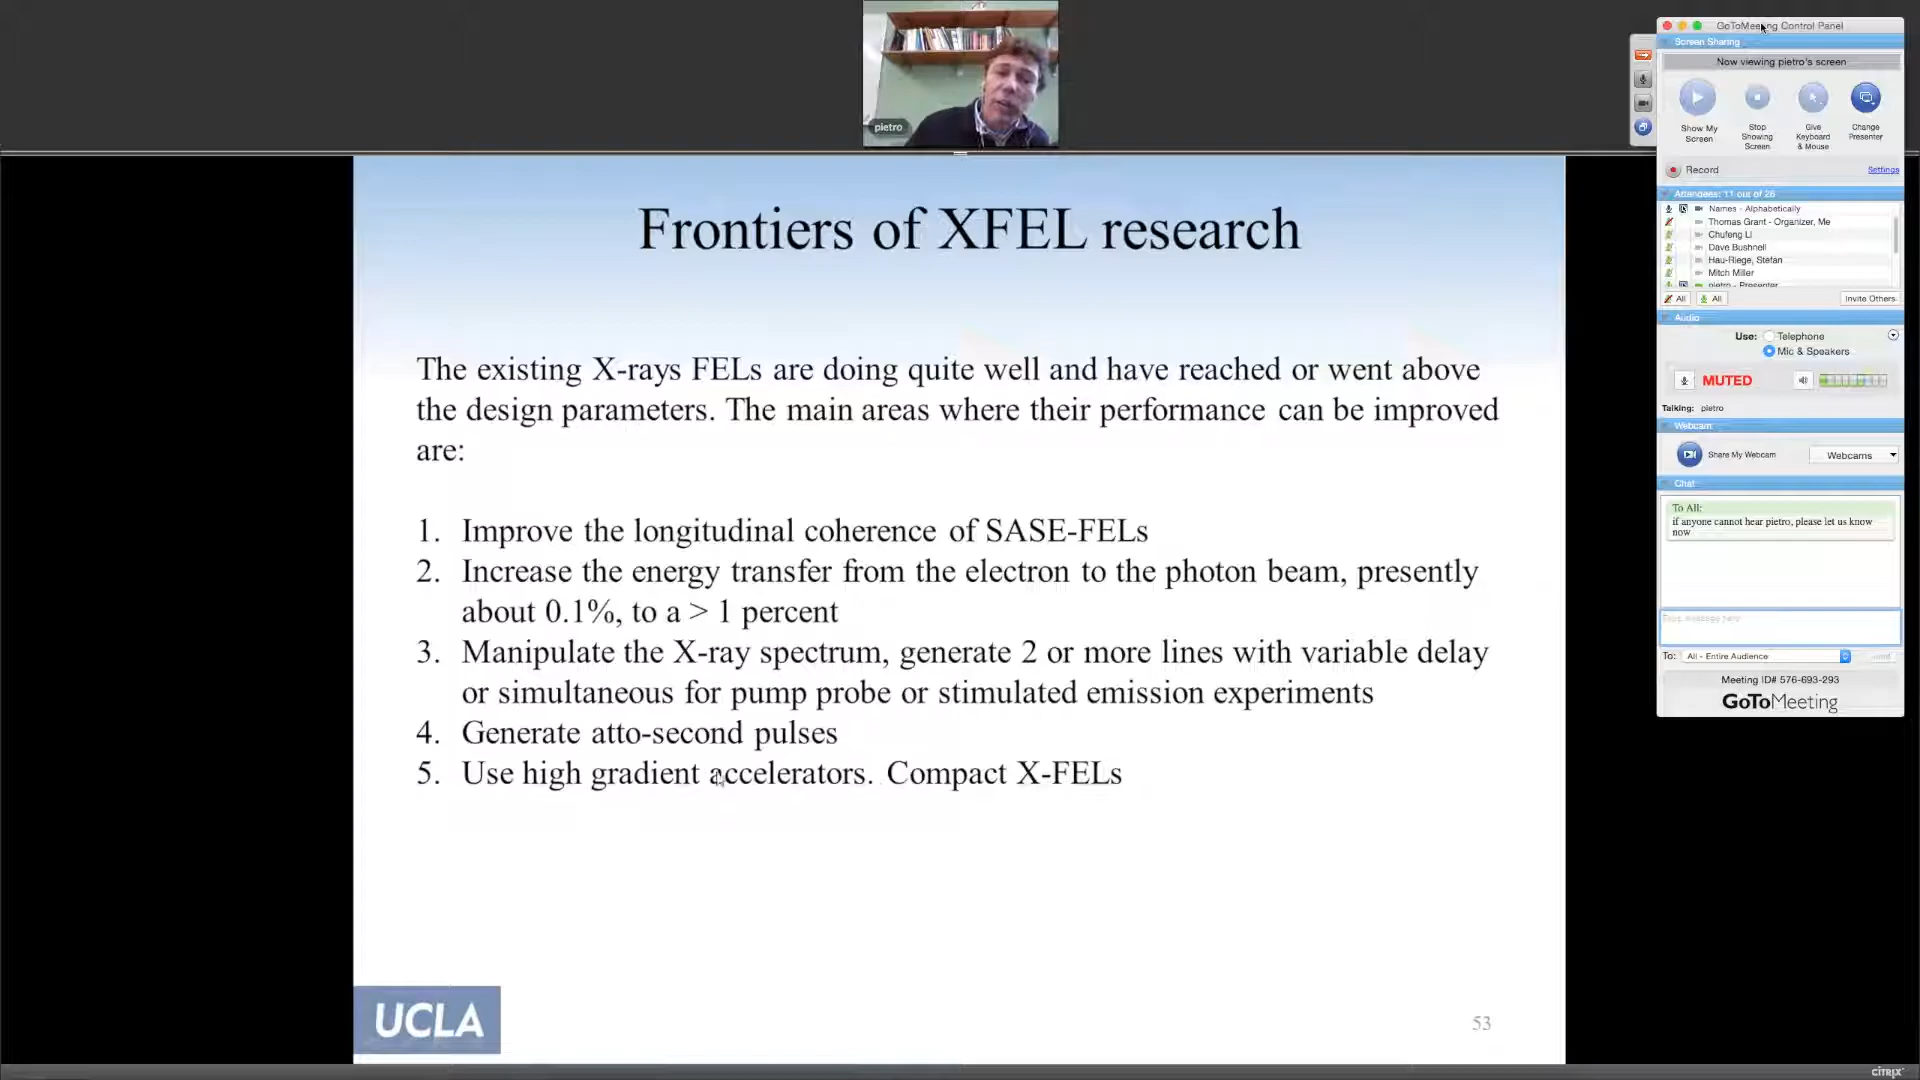 pietro
Frontiers of XFEL research
The existing X-rays FELs are doing quite well and have reached or went above
the design parameters. The main areas where their performance can be improved
are:
1. Improve the longitudinal coherence of SASE-FELs
2. Increase the energy transfer from the electron to the photon beam, presently
about 0.1%, to a > 1 percent
3. Manipulate the X-ray spectrum, generate 2 or more lines with variable delay
or simultaneous for pump probe or stimulated emission experiments
4. Generate atto-second pulses
5. Use high gradient accelerators. Compact X-FELs
UCLA
53
GoToMeeting Control Panel
Screen Sharing
Now viewing pietro's screen
Show My
Screen
Stop
Showing
Screen
Give
Keyboard
& Mouse
Change
Presenter
Record
Settings
Attendees: 11 out of 26
Names - Alphabetically
Thomas Grant - Organizer, Me
Chufeng Li
Dave Bushnell
Hau-Riege, Stefan
Mitch Miller
pietro - Presenter
All
All
Invite Others
Audio
Use: Telephone
Mic & Speakers
MUTED
Talking: pietro
Webcam
Share My Webcam
Webcams
Chat
To All:
if anyone cannot hear pietro, please let us know
now
To: All - Entire Audience
Meeting ID# 576-693-293
GoToMeeting
CITRIX